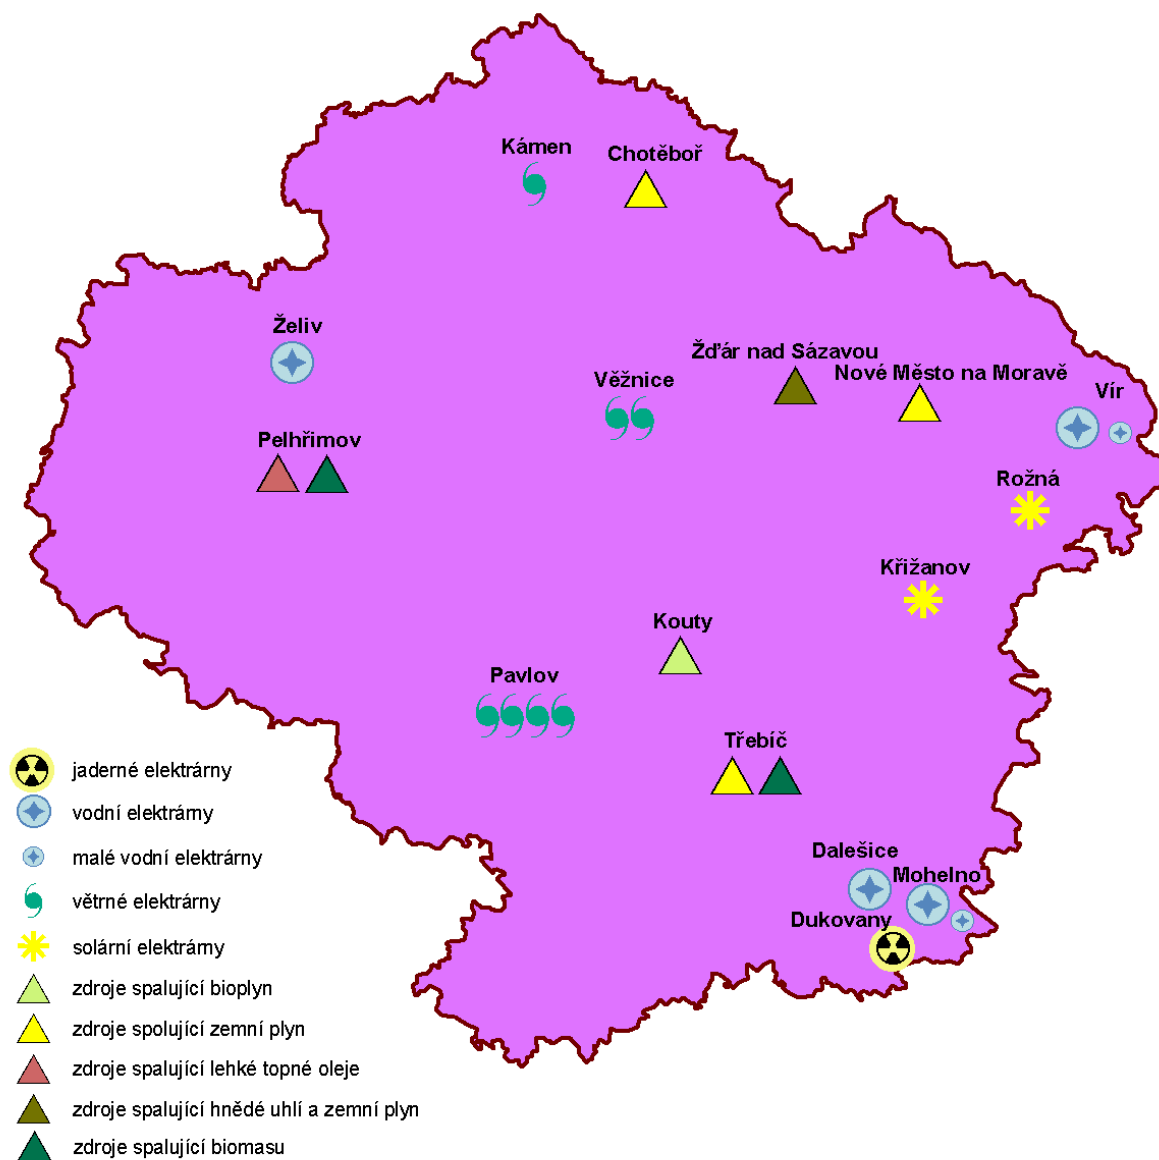 Kámen
Chotěboř
Želiv
Žďár nad Sázavou
Věžnice
Nové Město na Moravě
Vír
Pelhřimov
Rožná
Křižanov
Kouty
Pavlov
Třebíč
Dalešice
Mohelno
Dukovany
jaderné elektrárny
vodní elektrárny
malé vodní elektrárny
větrné elektrárny
solární elektrárny
zdroje spalující bioplyn
zdroje spolující zemní plyn
zdroje spalující lehké topné oleje
zdroje spalující hnědé uhlí a zemní plyn
zdroje spalující biomasu